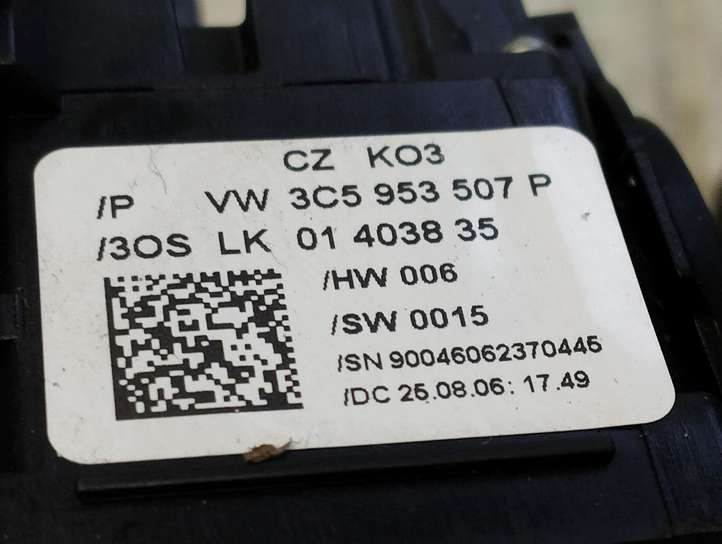 CZ KO3
/P VW 3C5 953 507 P
/3OS LK 01 4038 35
/HW 006
/SW 0015
/SN 90046062370445
/DC 25.08.06: 17.49